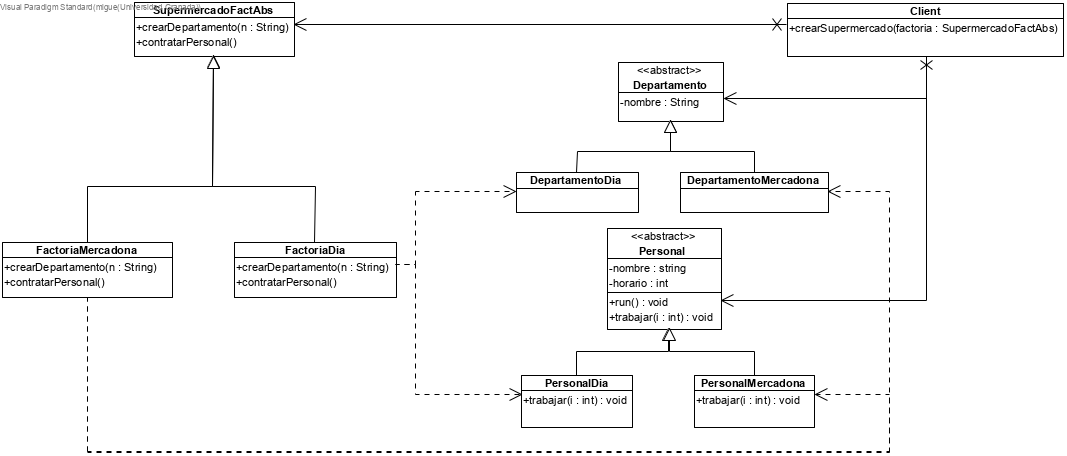 Visual Paradigm Standard(migue(Universidad Granada))
SupermercadoFactAbs
+crearDepartamento(n : String)
+contratarPersonal()
Client
+crearSupermercado(factoria : SupermercadoFactAbs)
<<abstract>>
Departamento
-nombre : String
DepartamentoDia
DepartamentoMercadona
FactoriaMercadona
+crearDepartamento(n : String)
+contratarPersonal()
FactoriaDia
+crearDepartamento(n : String)
+contratarPersonal()
<<abstract>>
Personal
-nombre : string
-horario : int
+run() : void
+trabajar(i : int) : void
PersonalDia
+trabajar(i : int) : void
PersonalMercadona
+trabajar(i : int) : void